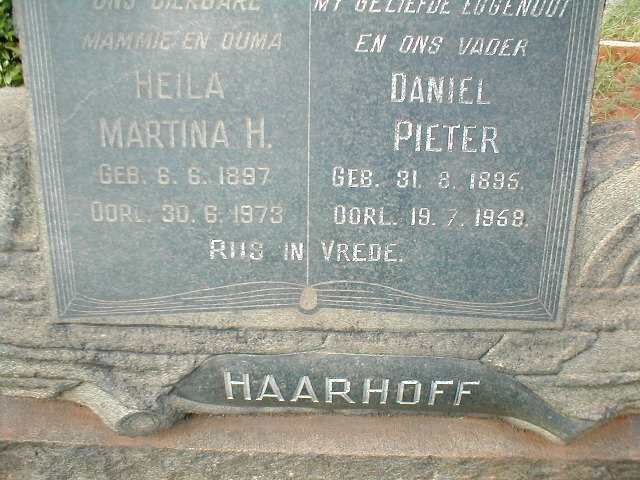 ONS DIERBARE
MAMMIE EN OUMA
HEILA
MARTINA H.
GEB. 6. 6. 1897
OORL. 30. 6. 1973
MY GELIEFDE EGGENOOT
EN ONS VADER
DANIEL
PIETER
GEB. 31. 8. 1895.
OORL. 19. 7. 1958.
RUS IN VREDE.
HAARHOFF